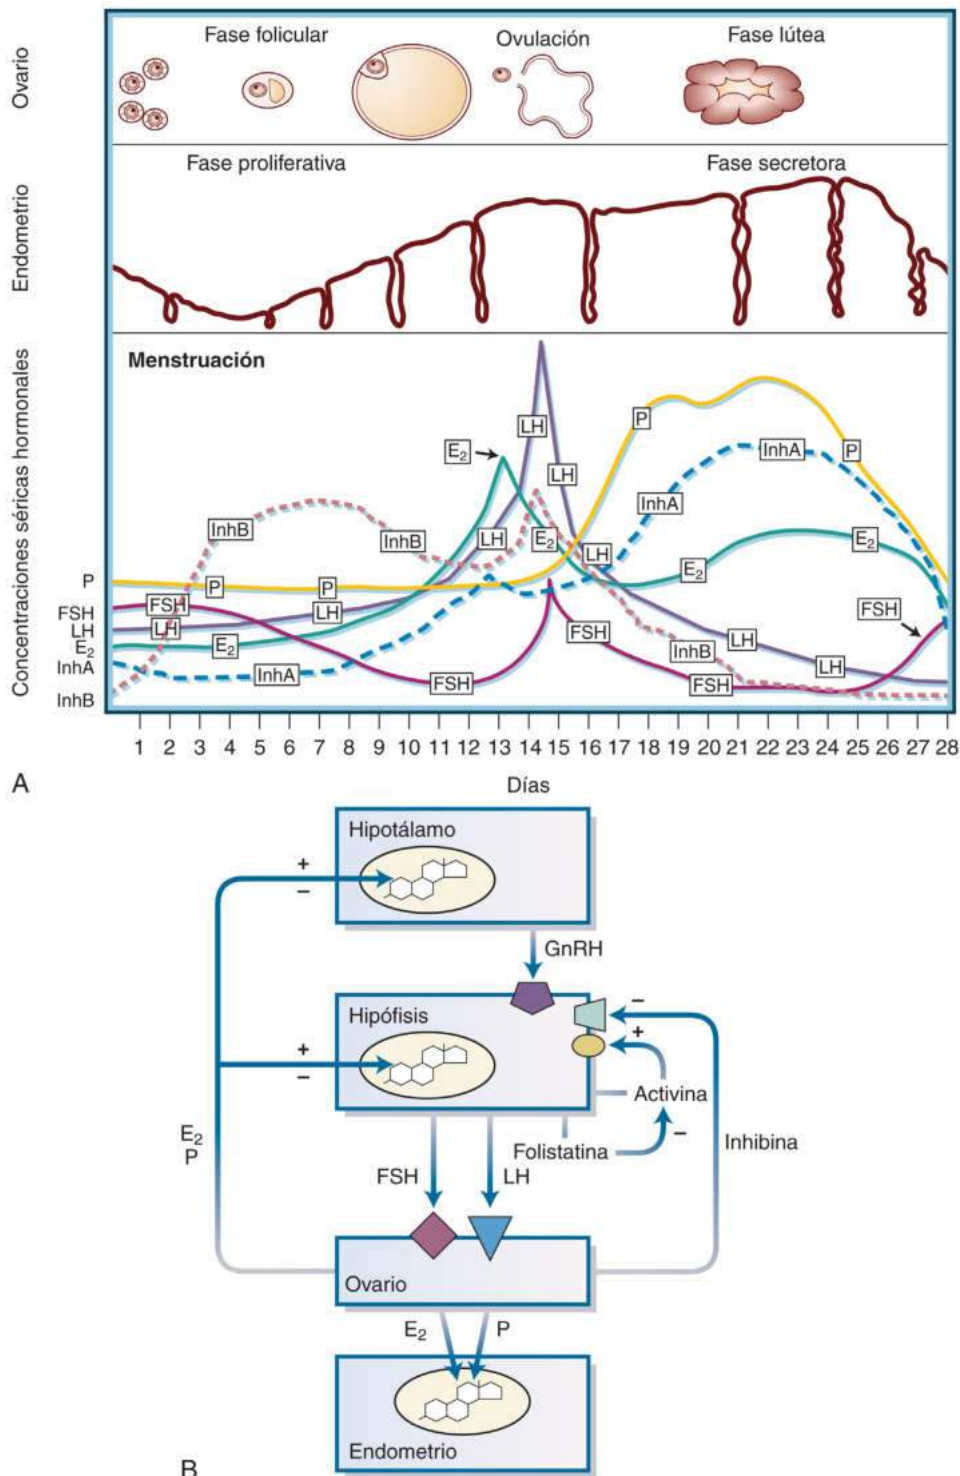 Ovario
Fase folicular
Ovulación
Fase lútea
Endometrio
Fase proliferativa
Fase secretora
Concentraciones séricas hormonales
Menstruación
P
FSH
LH
E2
InhA
InhB
FSH
LH
InhB
P
E2
InhA
P
LH
InhB
FSH
E2
LH
LH
LH
E2
FSH
LH
P
InhA
InhB
E2
FSH
LH
InhA
LH
P
E2
FSH
1 2 3 4 5 6 7 8 9 10 11 12 13 14 15 16 17 18 19 20 21 22 23 24 25 26 27 28
A
Días
Hipotálamo
+
−
GnRH
Hipófisis
+
−
−
+
Activina
−
Folistatina
Inhibina
E2
P
FSH
LH
Ovario
E2
P
Endometrio
B